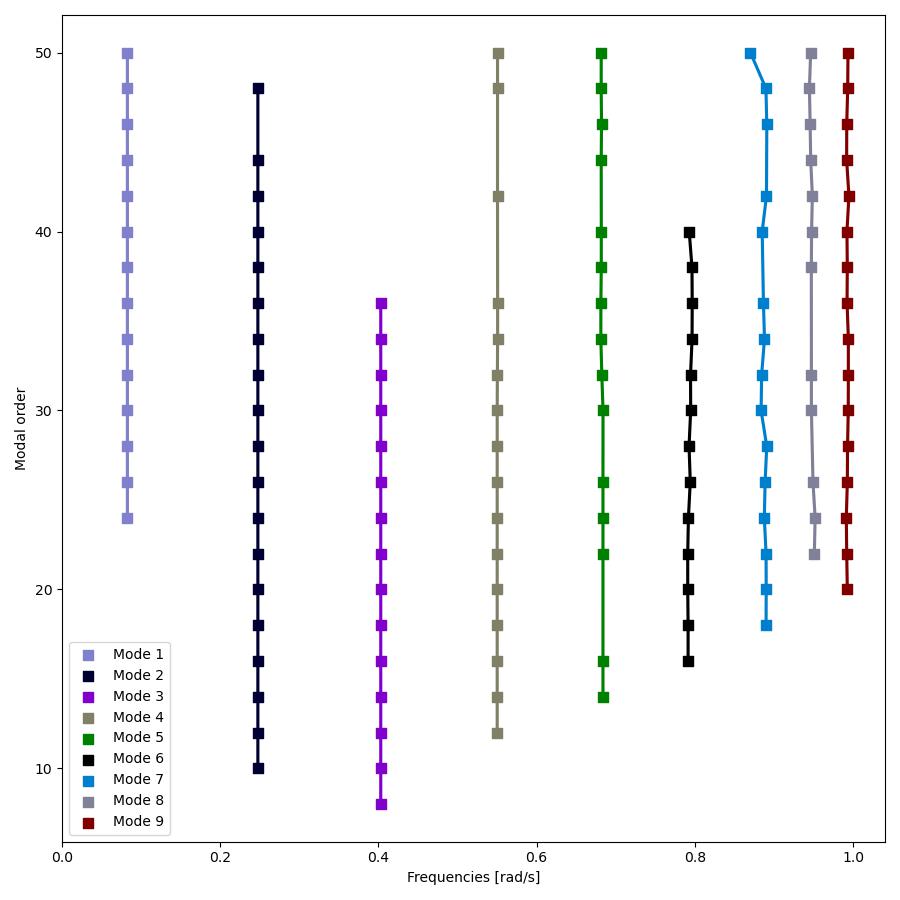 50
40
30
20
10
Modal order
Mode 1
Mode 2
Mode 3
Mode 4
Mode 5
Mode 6
Mode 7
Mode 8
Mode 9
0.0 0.2 0.4 0.6 0.8 1.0
Frequencies [rad/s]